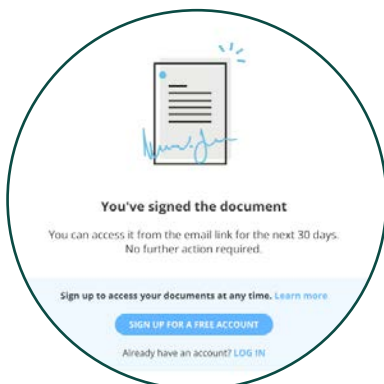 You've signed the document
You can access it from the email link for the next 30 days.
No further action required.
Sign up to access your documents at any time. Learn more
SIGN UP FOR A FREE ACCOUNT
Already have an account? LOG IN